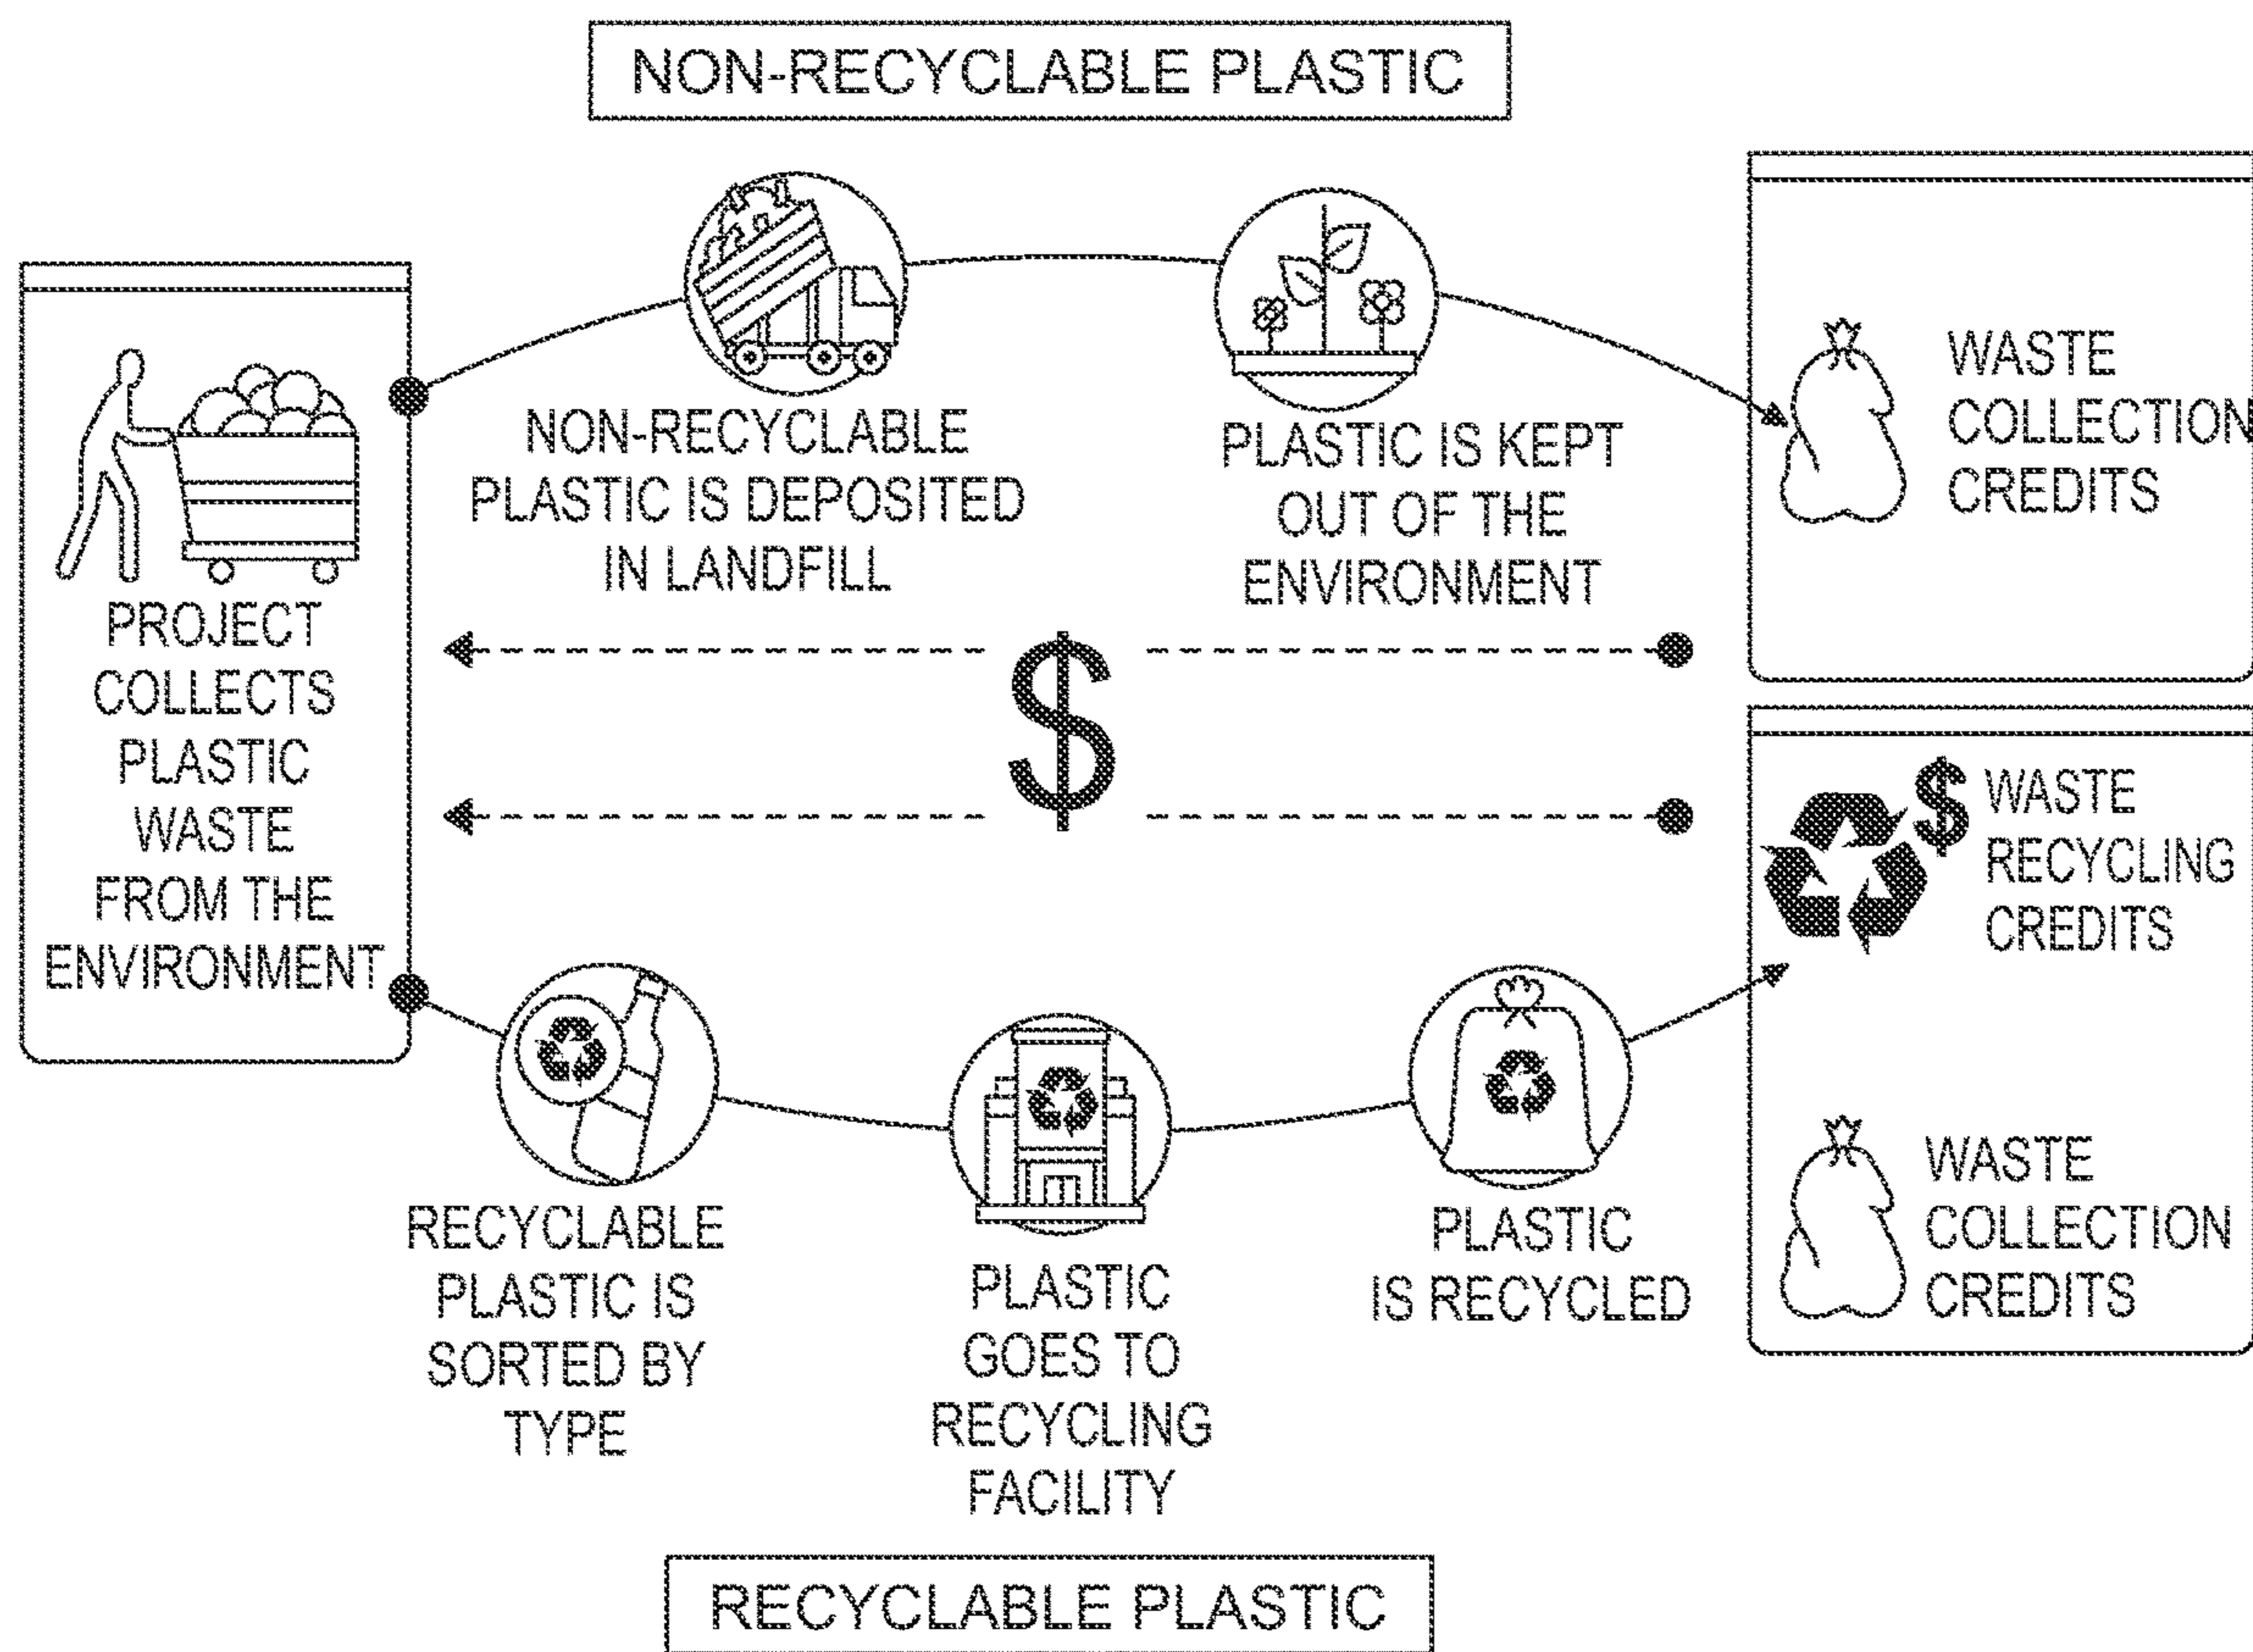 NON-RECYCLABLE PLASTIC
PROJECT
COLLECTS
PLASTIC
WASTE
FROM THE
ENVIRONMENT
NON-RECYCLABLE
PLASTIC IS DEPOSITED
IN LANDFILL
PLASTIC IS KEPT
OUT OF THE
ENVIRONMENT
WASTE
COLLECTION
CREDITS
$
$
WASTE
RECYCLING
CREDITS
WASTE
COLLECTION
CREDITS
RECYCLABLE
PLASTIC IS
SORTED BY
TYPE
PLASTIC
GOES TO
RECYCLING
FACILITY
PLASTIC
IS RECYCLED
RECYCLABLE PLASTIC